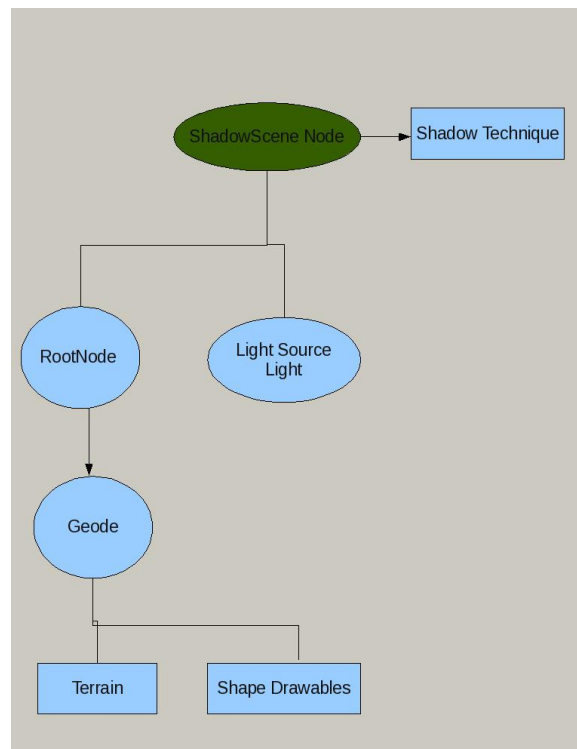 ShadowScene Node
Shadow Technique
RootNode
Light Source
Light
Geode
Terrain
Shape Drawables